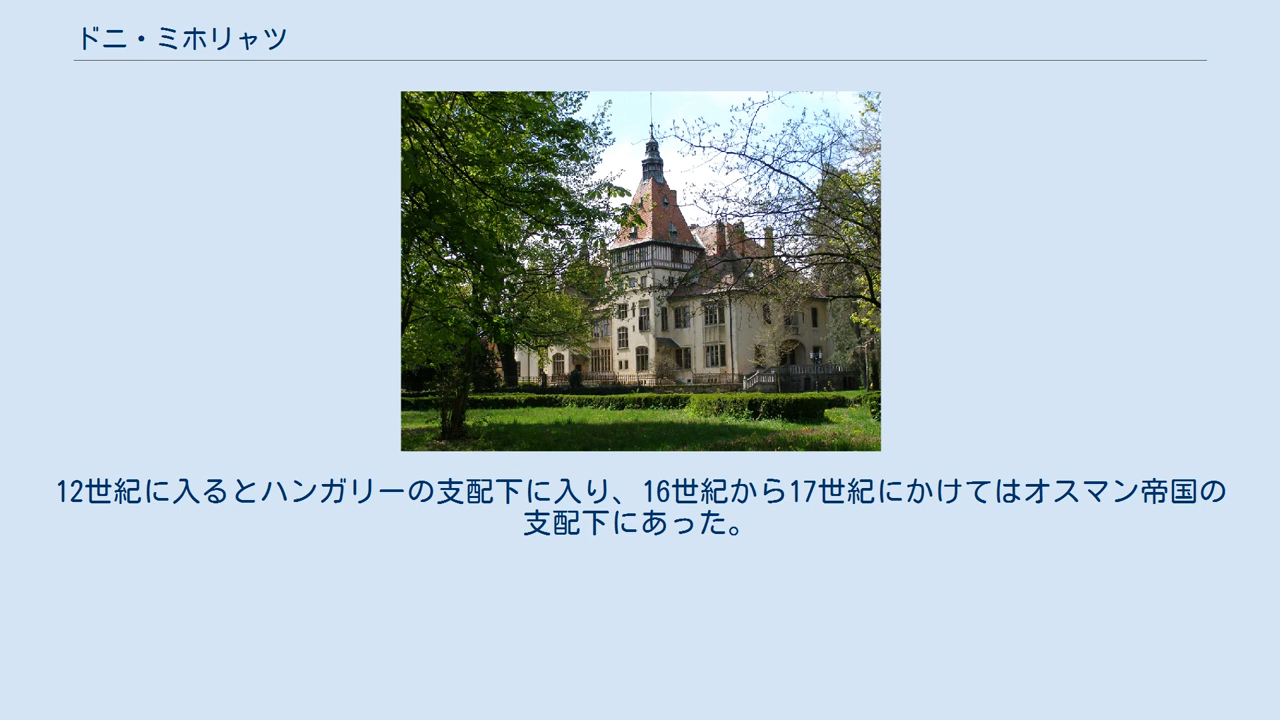 ドニ・ミホリャツ
12世紀に入るとハンガリーの支配下に入り、16世紀から17世紀にかけてはオスマン帝国の
支配下にあった。